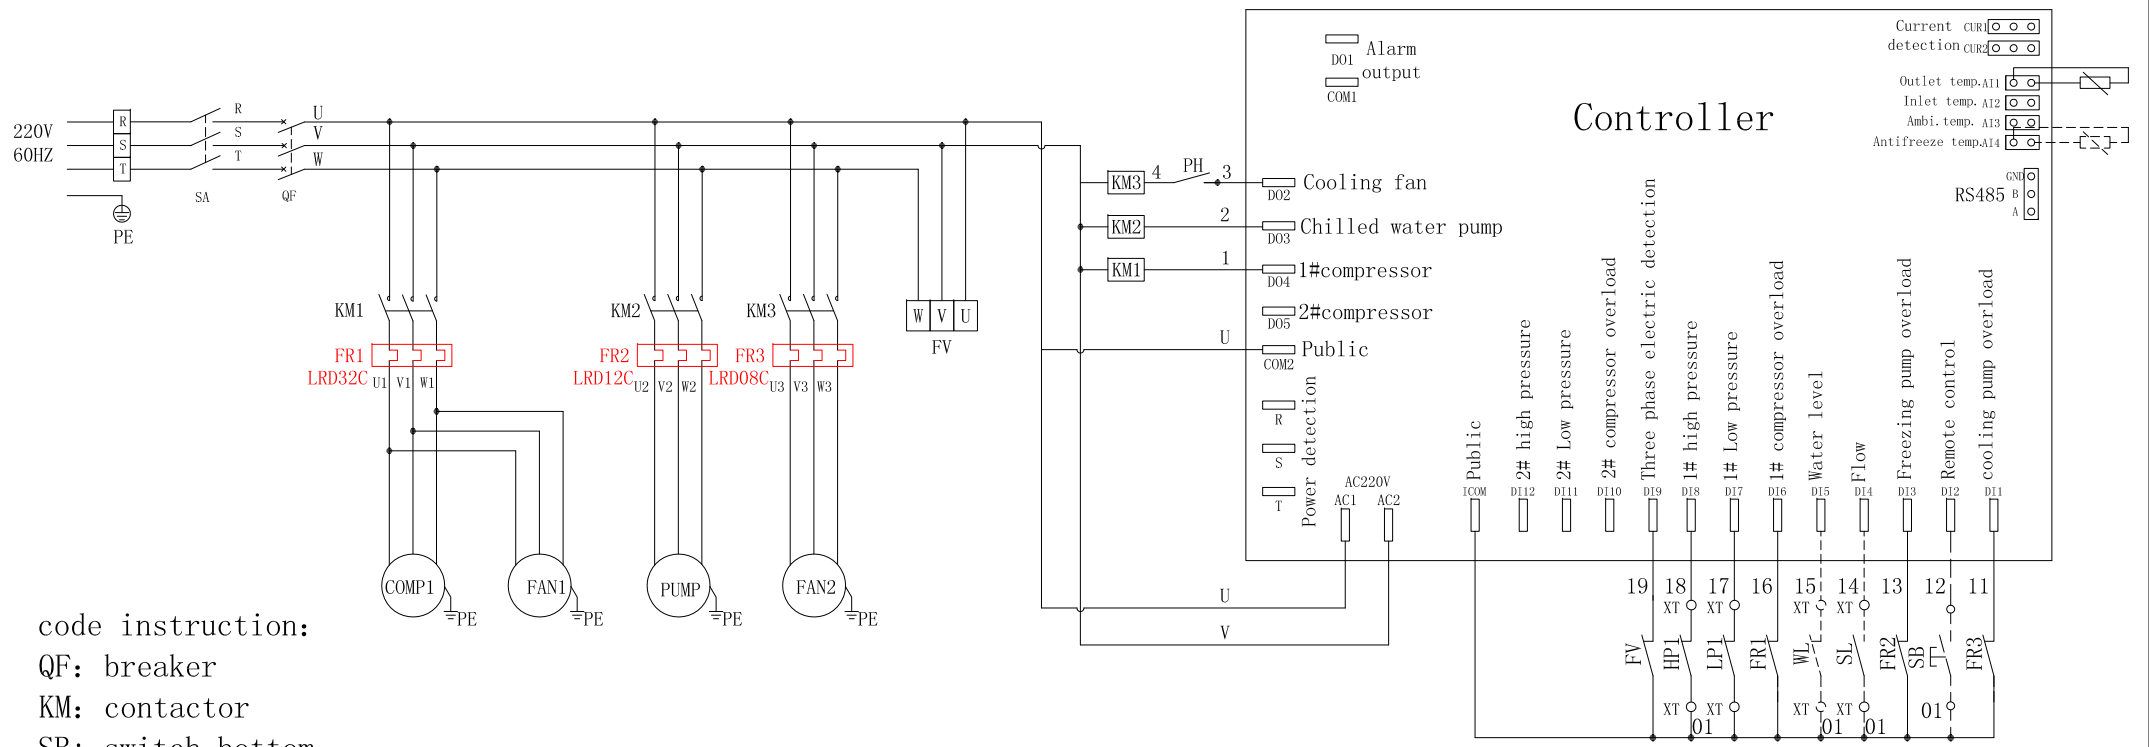 220V
60HZ
R
S
T
PE
R
S
T
SA
QF
U
V
W
KM1
FR1
LRD32C
U1
V1
W1
COMP1
PE
FAN1
PE
KM2
FR2
LRD12C
U2
V2
W2
PUMP
PE
KM3
FR3
LRD08C
U3
V3
W3
FAN2
PE
W
V
U
FV
KM3
4
PH
3
KM2
2
KM1
1
U
U
V
Controller
DO1
COM1
Alarm
output
DO2
Cooling fan
DO3
Chilled water pump
DO4
1#compressor
DO5
2#compressor
COM2
Public
R
S
T
Power detection
AC220V
AC1
AC2
Current
detection
CUR1
CUR2
Outlet temp.AI1
Inlet temp. AI2
Ambi.temp. AI3
Antifreeze temp.AI4
RS485
GND
B
A
Public
2# high pressure
2# Low pressure
2# compressor overload
Three phase electric detection
1# high pressure
1# Low pressure
1# compressor overload
Water level
Flow
Freezing pump overload
Remote control
cooling pump overload
ICOM
DI12
DI11
DI10
DI9
DI8
DI7
DI6
DI5
DI4
DI3
DI2
DI1
19
18
17
16
15
14
13
12
11
XT
XT
XT
XT
FV
HP1
LP1
FR1
WL
SL
FR2
SB
FR3
XT
XT
XT
XT
01
01
01
01
code instruction:
QF: breaker
KM: contactor
SB: switch bottom